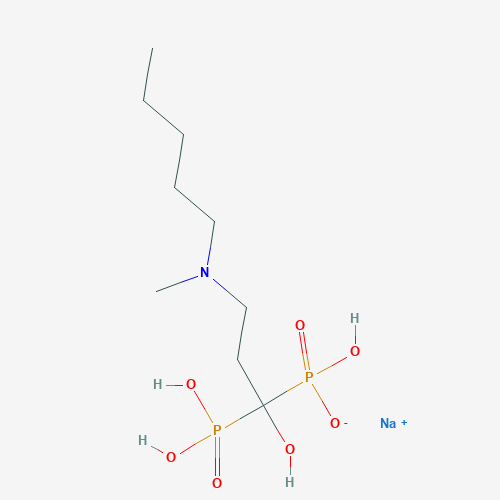 N
O H
H O P O
H O P O - Na +
H O O
O H